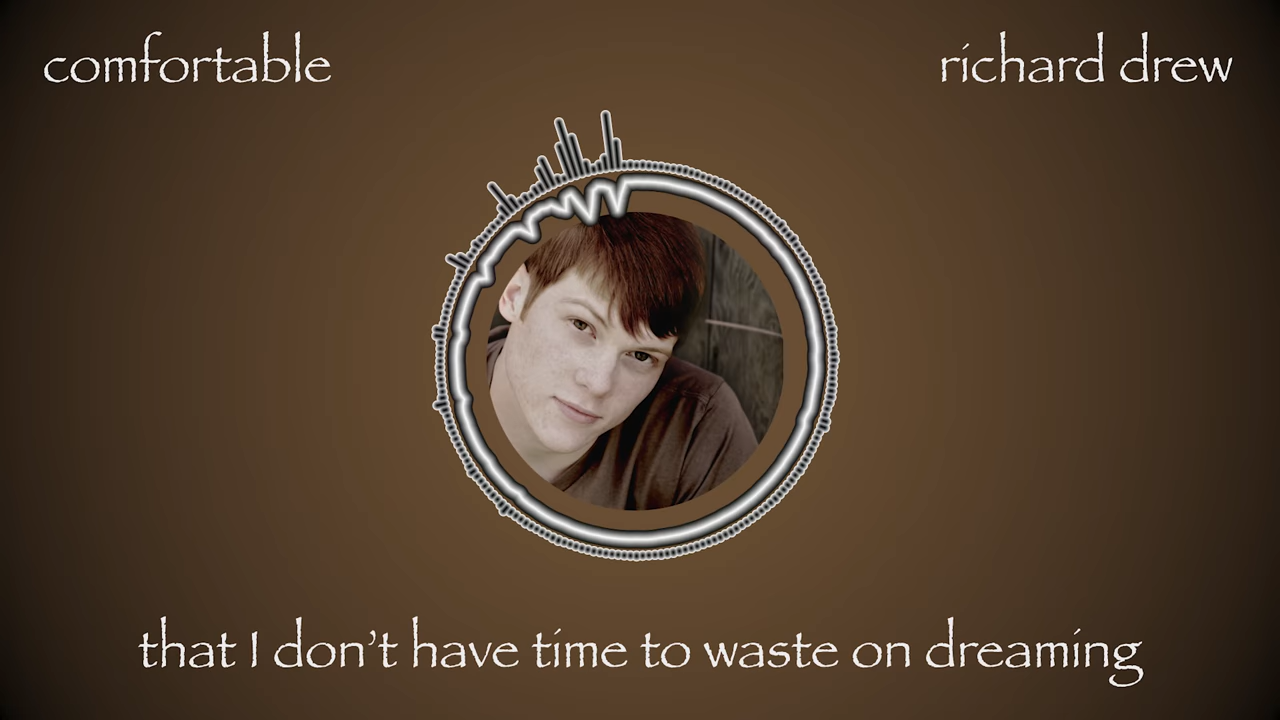 comfortable
richard drew
that I don't have time to waste on dreaming